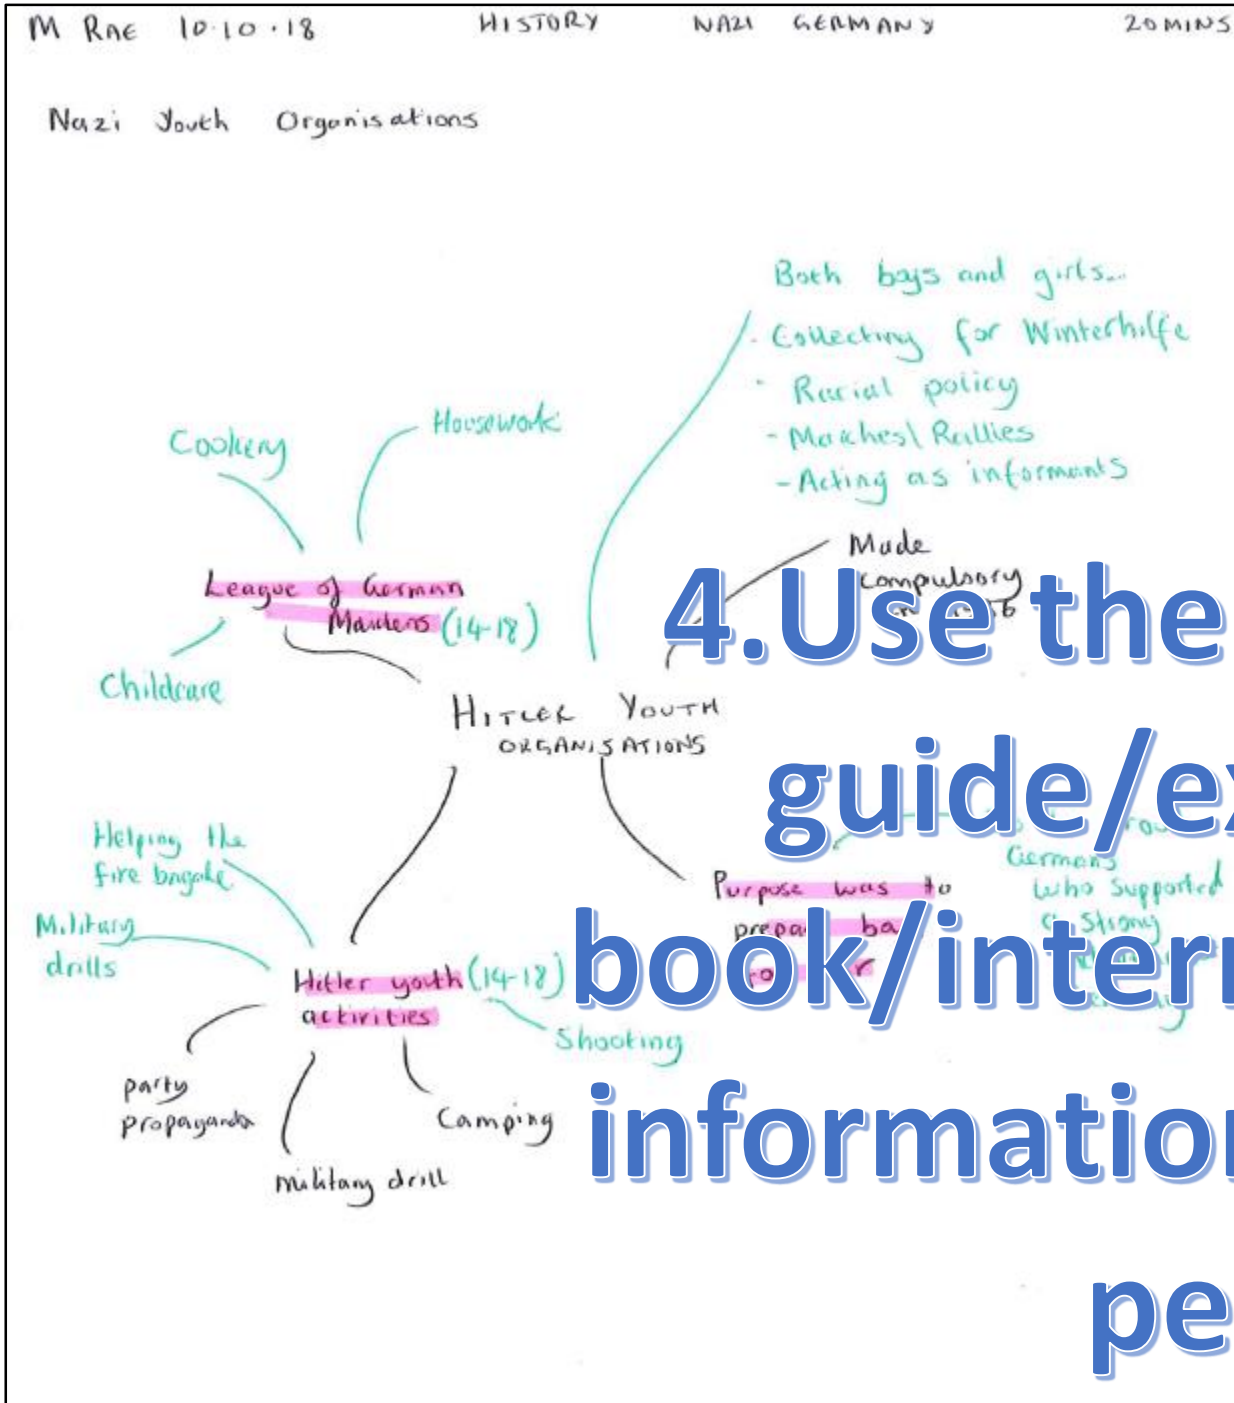 M RAE 10.10.18 HISTORY NAZI GERMANY 20 MINS
Nazi Youth Organisations
Both boys and girls...
· Collecting for Winterhilfe
· Racial policy
- Marches\ Rallies
- Acting as informants
Cookery
Housework
League of German
Maidens (14-18)
Childcare
Made
compulsory
HITLER YOUTH
ORGANISATIONS
4.Use the
guide/ex
book/intern
information
pe
Helping the
fire brigade
Military
drills
Hitler youth (14-18)
activities
Shooting
party
propaganda
military drill
Camping
Purpose was to
Germans
who supported
a strong